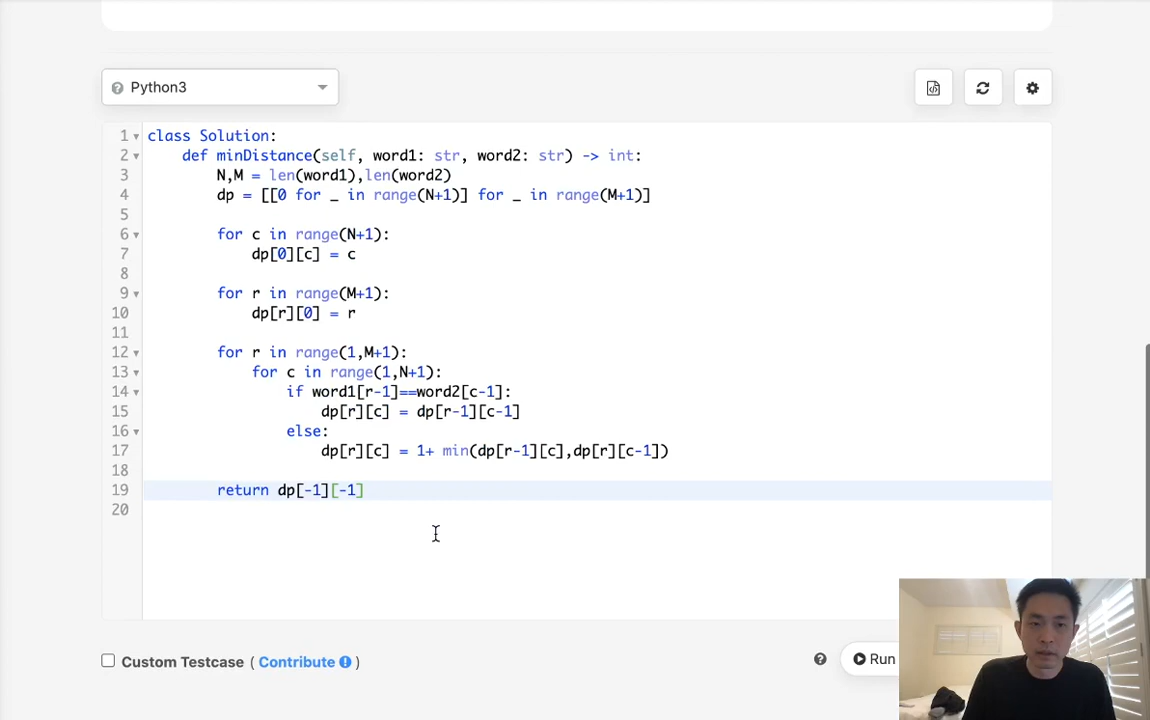 Python3
1 class Solution:
2 def minDistance(self, word1: str, word2: str) -> int:
3 N,M = len(word1),len(word2)
4 dp = [[0 for _ in range(N+1)] for _ in range(M+1)]
5
6 for c in range(N+1):
7 dp[0][c] = c
8
9 for r in range(M+1):
10 dp[r][0] = r
11
12 for r in range(1,M+1):
13 for c in range(1,N+1):
14 if word1[r-1]==word2[c-1]:
15 dp[r][c] = dp[r-1][c-1]
16 else:
17 dp[r][c] = 1+ min(dp[r-1][c],dp[r][c-1])
18
19 return dp[-1][-1]
20
Custom Testcase ( Contribute )
Run